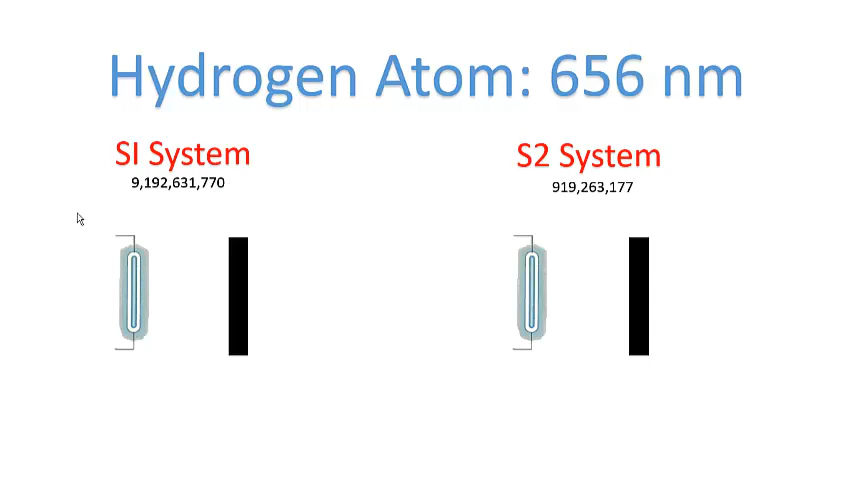 Hydrogen Atom: 656 nm
SI System
9,192,631,770
S2 System
919,263,177